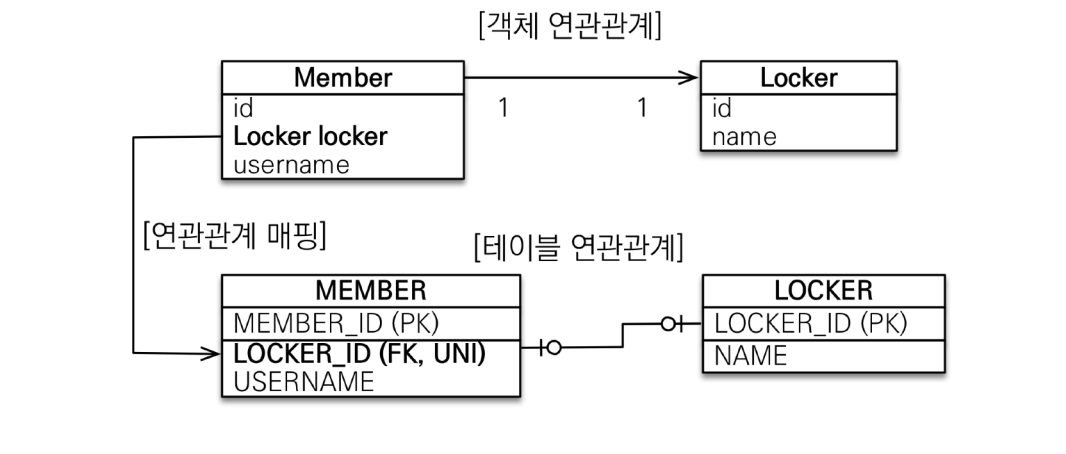 [객체 연관관계]
Member
id
Locker locker
username
1
1
Locker
id
name
[연관관계 매핑]
[테이블 연관관계]
MEMBER
MEMBER_ID (PK)
LOCKER_ID (FK, UNI)
USERNAME
LOCKER
LOCKER_ID (PK)
NAME